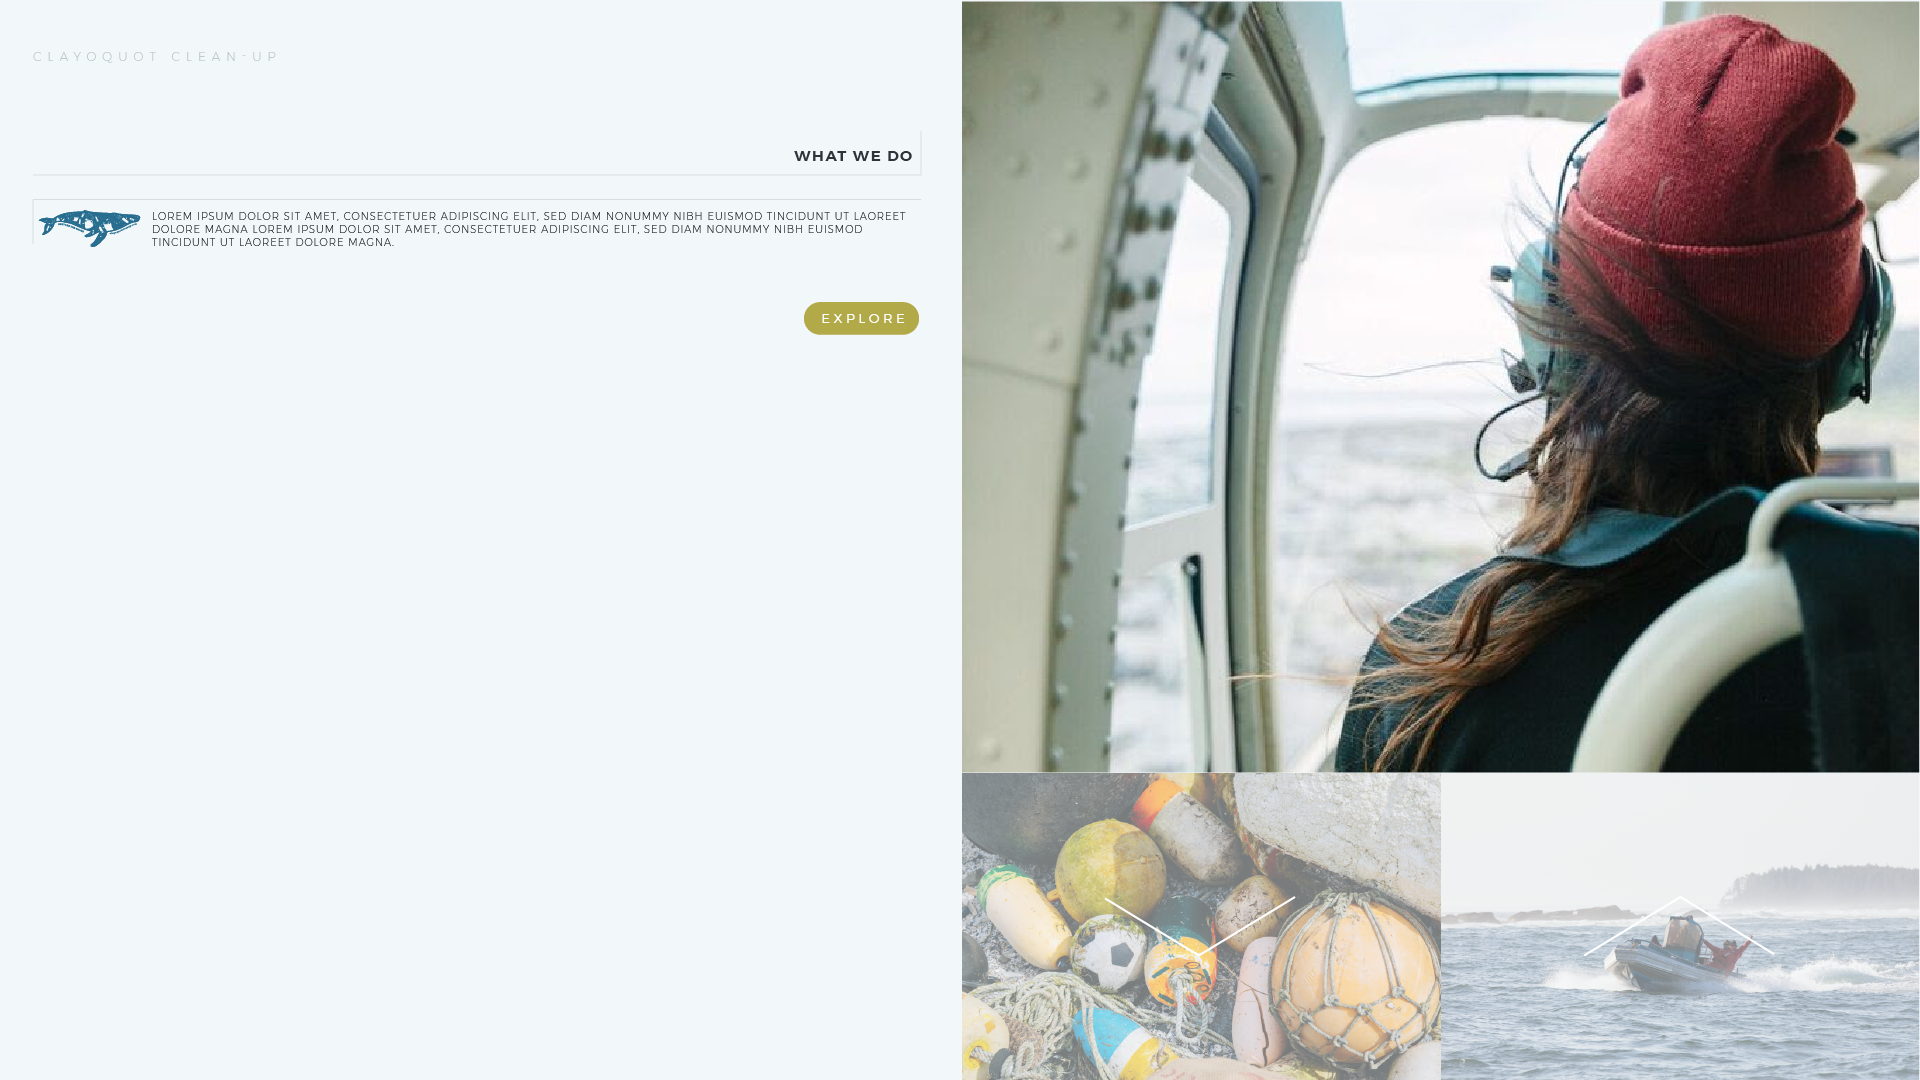 CLAYOQUOT CLEAN-UP
WHAT WE DO
LOREM IPSUM DOLOR SIT AMET, CONSECTETUER ADIPISCING ELIT, SED DIAM NONUMMY NIBH EUISMOD TINCIDUNT UT LAOREET
DOLORE MAGNA LOREM IPSUM DOLOR SIT AMET, CONSECTETUER ADIPISCING ELIT, SED DIAM NONUMMY NIBH EUISMOD
TINCIDUNT UT LAOREET DOLORE MAGNA.
EXPLORE